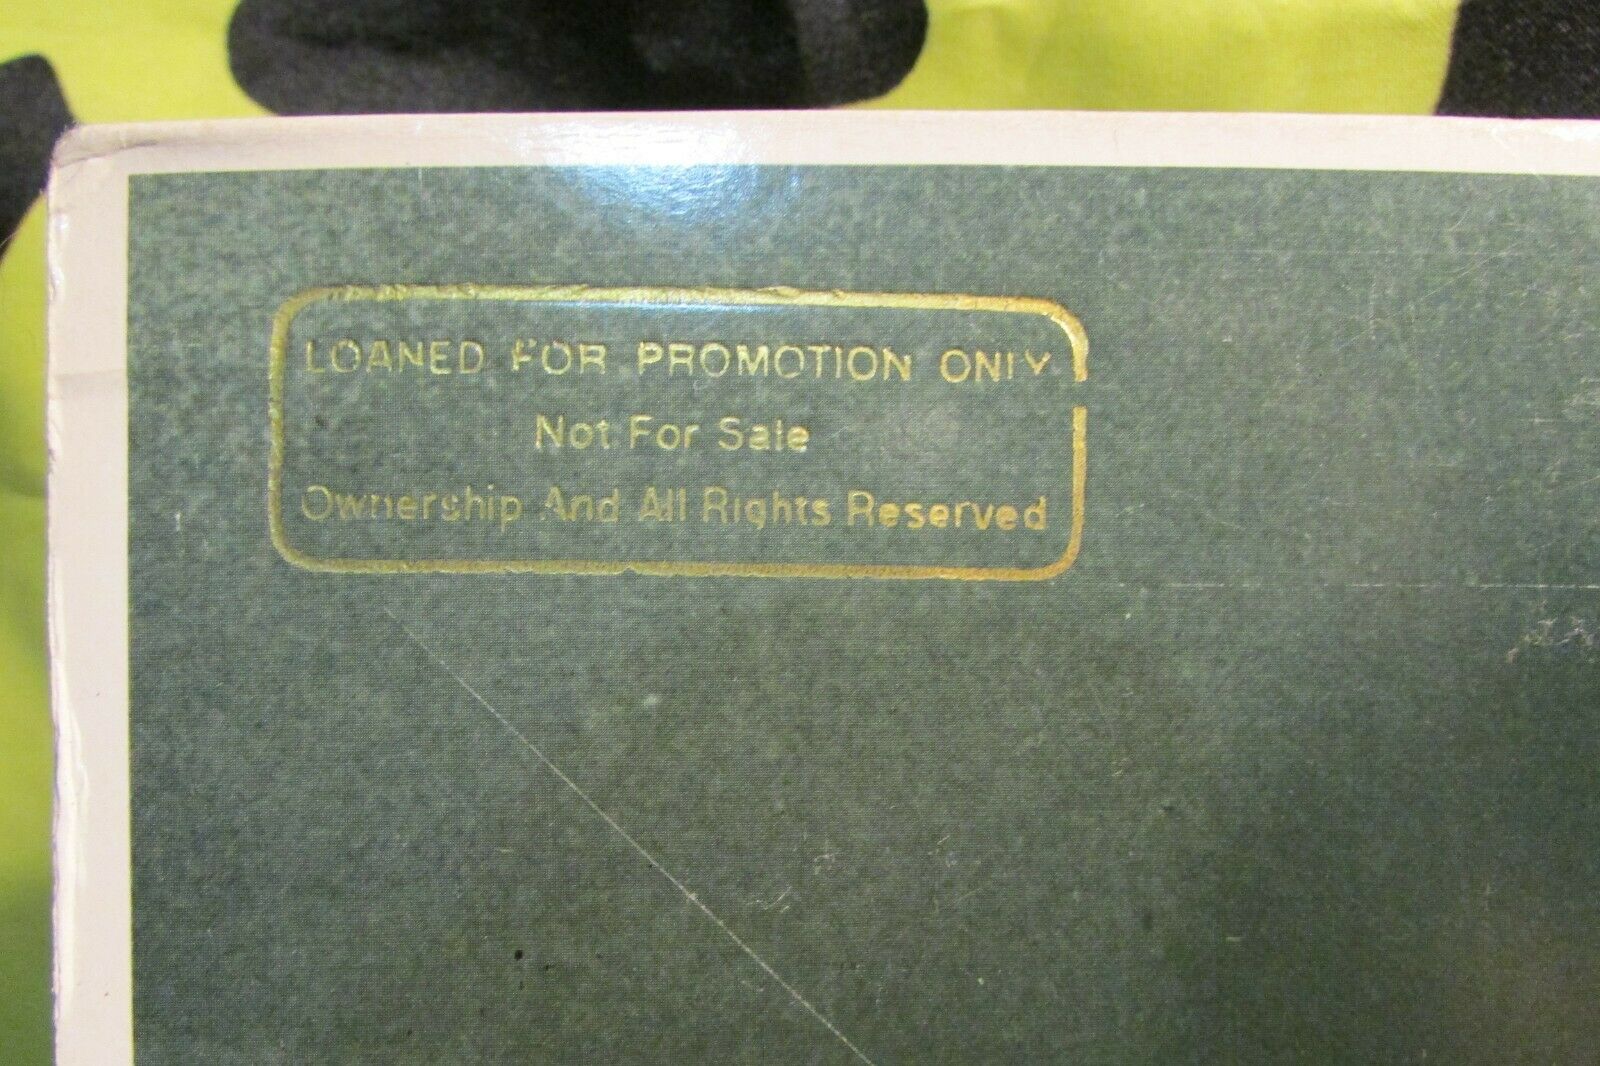 LOANED FOR PROMOTION ONLY
Not For Sale
Ownership And All Rights Reserved